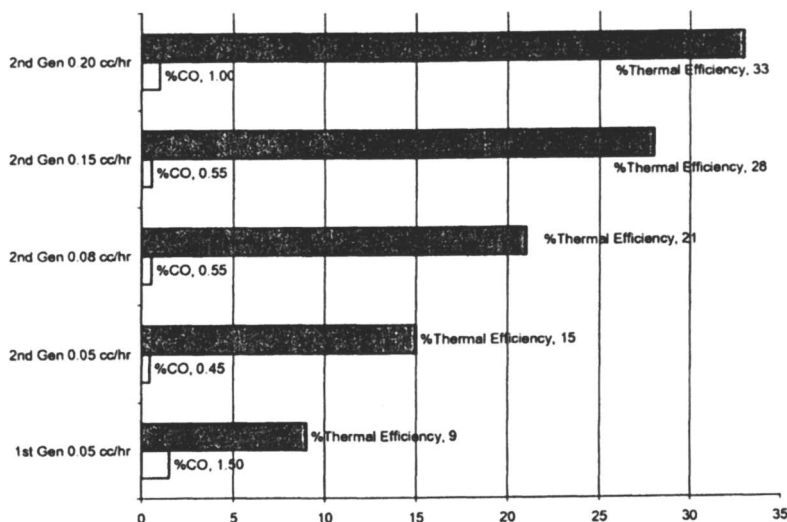 2nd Gen 0.20 cc/hr
%CO, 1.00
%Thermal Efficiency, 33
2nd Gen 0.15 cc/hr
%CO, 0.55
%Thermal Efficiency, 28
2nd Gen 0.08 cc/hr
%Thermal Efficiency, 21
%CO, 0.55
2nd Gen 0.05 cc/hr
%Thermal Efficiency, 15
%CO, 0.45
1st Gen 0.05 cc/hr
%Thermal Efficiency, 9
%CO, 1.50
0 5 10 15 20 25 30 35